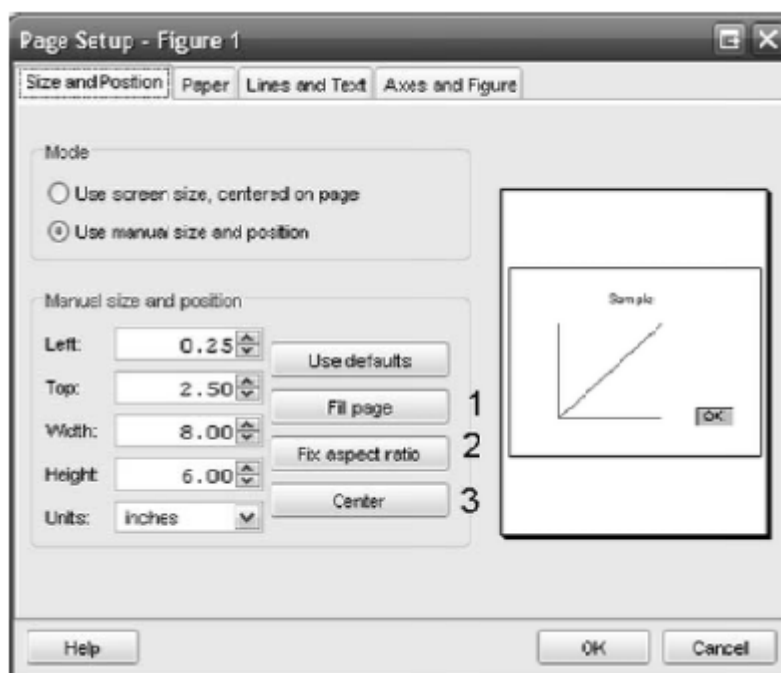 Page Setup - Figure 1
Size and Position Paper Lines and Text Axes and Figure
Mode
Use screen size, centered on page
Use manual size and position
Manual size and position
Left: 0.25
Use defaults
Top: 2.50
Fill page 1
Width: 8.00
Fix aspect ratio 2
Height: 6.00
Center 3
Units: inches
Sample
OK
Help OK Cancel